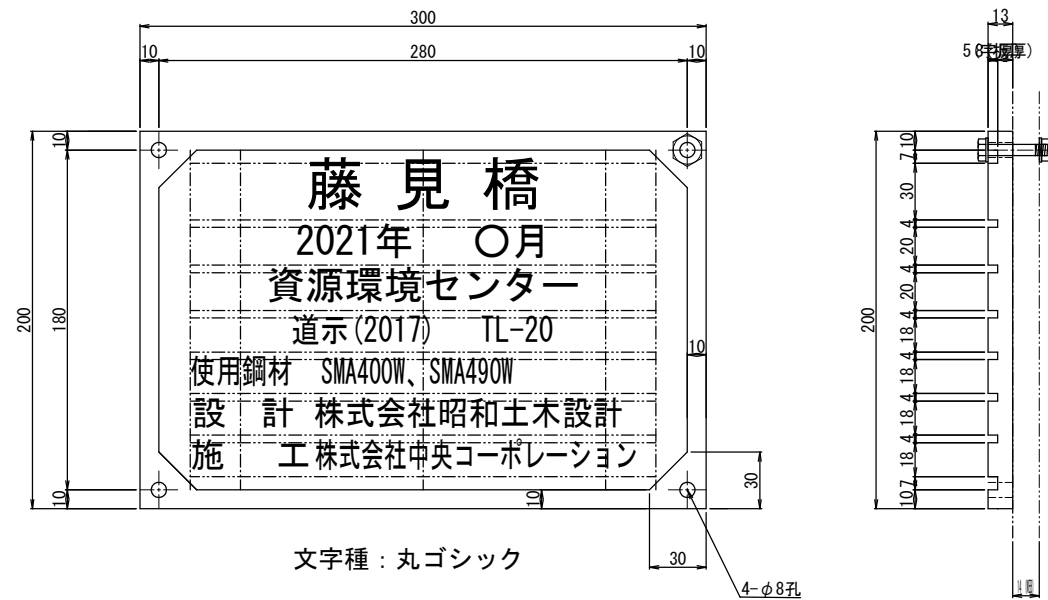 300
10 280 10
13
藤 見 橋
2021年 〇月
資源環境センター
道示(2017) TL-20
使用鋼材 SMA400W、SMA490W
設 計 株式会社昭和土木設計
施 工 株式会社中央コーポレーション
文字種：丸ゴシック
10
180
10
200
10
30
10
30
4-φ8孔
10
7
30
4
20
4
20
4
18
4
18
4
18
4
18
7
10
200